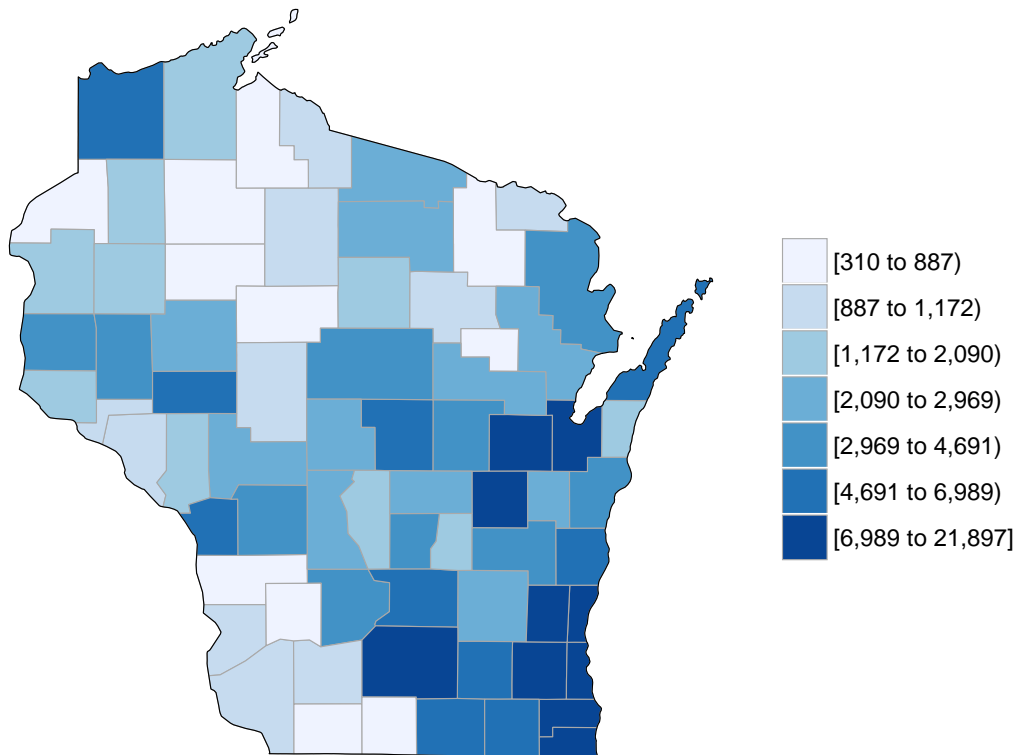 [310 to 887)
[887 to 1,172)
[1,172 to 2,090)
[2,090 to 2,969)
[2,969 to 4,691)
[4,691 to 6,989)
[6,989 to 21,897]